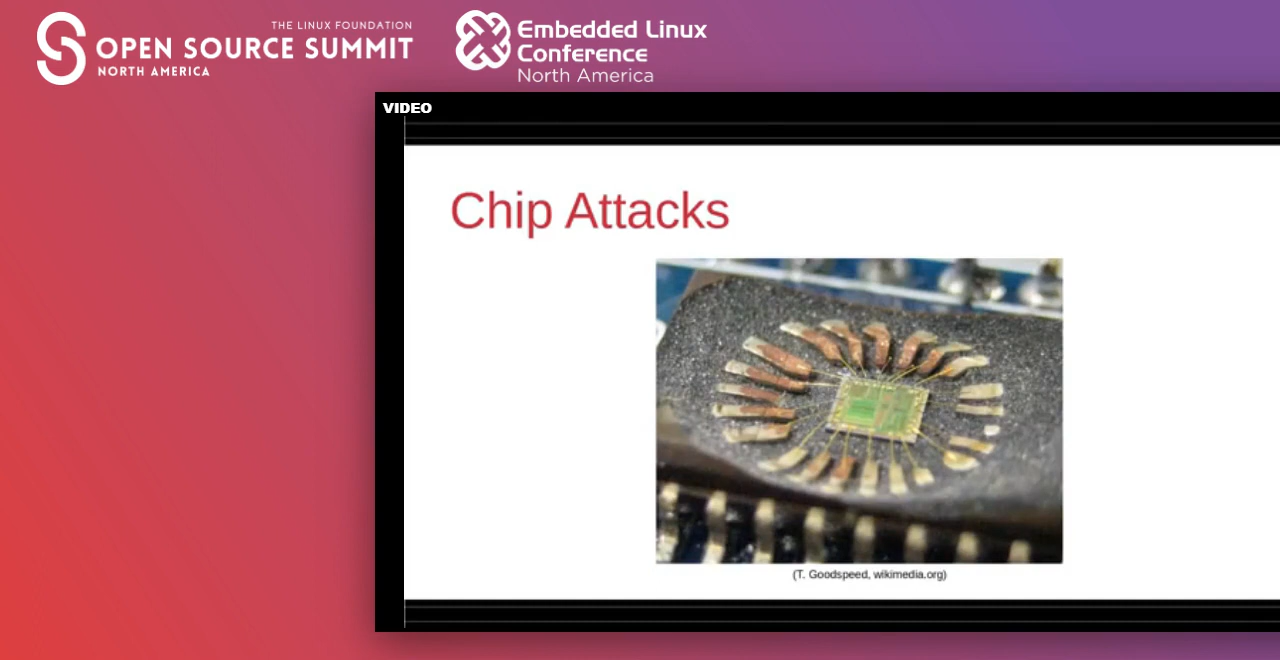 THE LINUX FOUNDATION
OPEN SOURCE SUMMIT
NORTH AMERICA
Embedded Linux
Conference
North America
VIDEO
Chip Attacks
(T. Goodspeed, wikimedia.org)